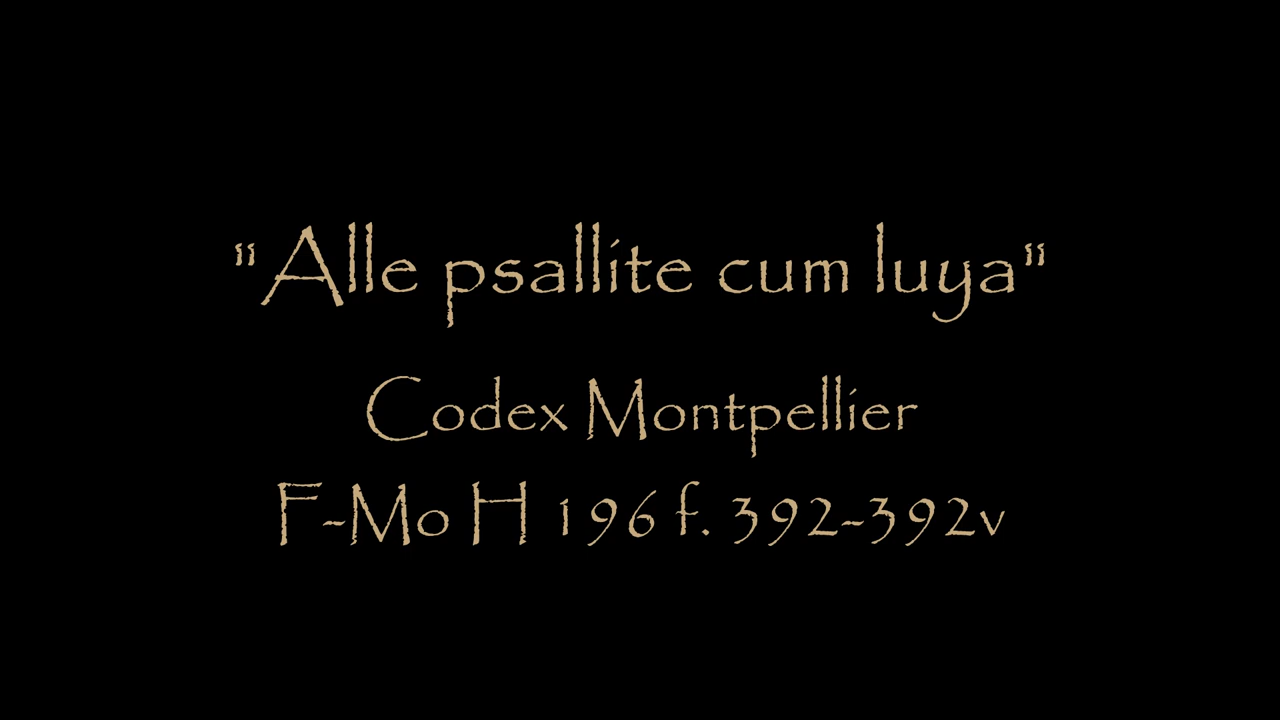 "Alle psallite cum luya"
Codex Montpellier
F-Mo H 196 f. 392-392v